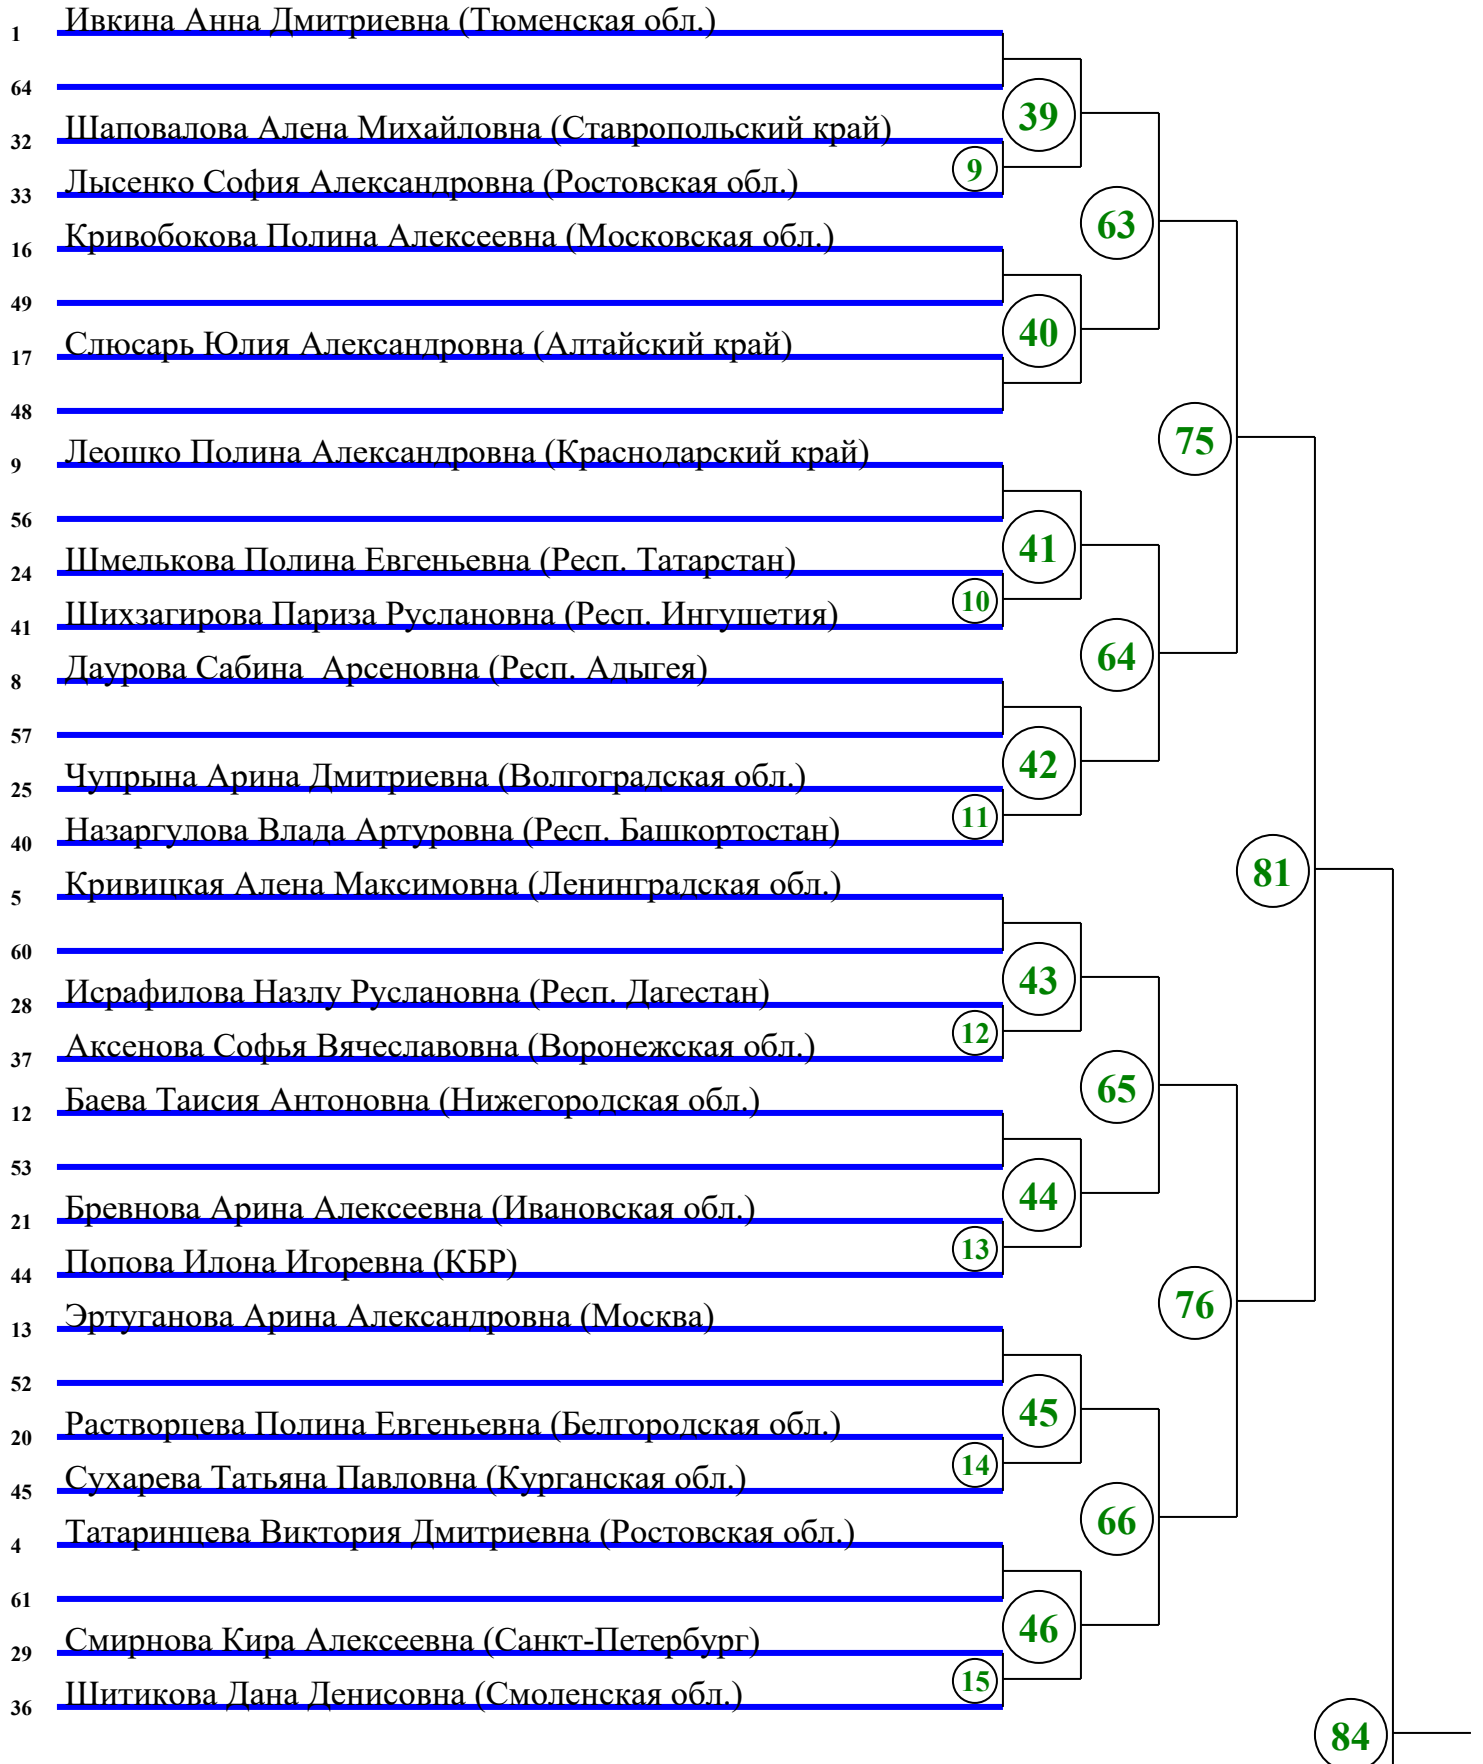 1 Ивкина Анна Дмитриевна (Тюменская обл.)
64
39
32 Шаповалова Алена Михайловна (Ставропольский край)
9
33 Лысенко София Александровна (Ростовская обл.)
63
16 Кривобокова Полина Алексеевна (Московская обл.)
49
40
17 Слюсарь Юлия Александровна (Алтайский край)
48
75
9 Леошко Полина Александровна (Краснодарский край)
56
41
24 Шмелькова Полина Евгеньевна (Респ. Татарстан)
10
41 Шихзагирова Париза Руслановна (Респ. Ингушетия)
64
8 Даурова Сабина  Арсеновна (Респ. Адыгея)
57
42
25 Чупрына Арина Дмитриевна (Волгоградская обл.)
11
40 Назаргулова Влада Артуровна (Респ. Башкортостан)
81
5 Кривицкая Алена Максимовна (Ленинградская обл.)
60
43
28 Исрафилова Назлу Руслановна (Респ. Дагестан)
12
37 Аксенова Софья Вячеславовна (Воронежская обл.)
65
12 Баева Таисия Антоновна (Нижегородская обл.)
53
44
21 Бревнова Арина Алексеевна (Ивановская обл.)
13
44 Попова Илона Игоревна (КБР)
76
13 Эртуганова Арина Александровна (Москва)
52
45
20 Растворцева Полина Евгеньевна (Белгородская обл.)
14
45 Сухарева Татьяна Павловна (Курганская обл.)
66
4 Татаринцева Виктория Дмитриевна (Ростовская обл.)
61
46
29 Смирнова Кира Алексеевна (Санкт-Петербург)
15
36 Шитикова Дана Денисовна (Смоленская обл.)
84